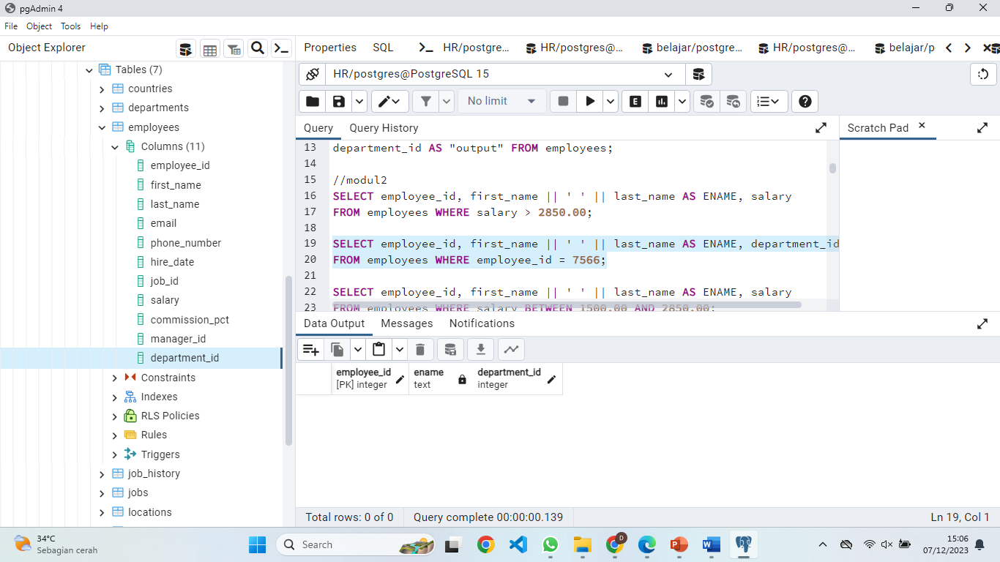 pgAdmin 4
File Object Tools Help
Object Explorer
Properties SQL HR/postgre... HR/postgres@... belajar/postgre... HR/postgres@... belajar/p
Tables (7)
countries
departments
employees
Columns (11)
employee_id
first_name
last_name
email
phone_number
hire_date
job_id
salary
commission_pct
manager_id
department_id
Constraints
Indexes
RLS Policies
Rules
Triggers
job_history
jobs
locations
HR/postgres@PostgreSQL 15
No limit
E
Query Query History
Scratch Pad
13 department_id AS "output" FROM employees;
14
15 //modul2
16 SELECT employee_id, first_name || ' ' || last_name AS ENAME, salary
17 FROM employees WHERE salary > 2850.00;
18
19 SELECT employee_id, first_name || ' ' || last_name AS ENAME, department_id
20 FROM employees WHERE employee_id = 7566;
21
22 SELECT employee_id, first_name || ' ' || last_name AS ENAME, salary
23 FROM employees WHERE salary BETWEEN 1500.00 AND 2850.00;
Data Output Messages Notifications
employee_id ename department_id
[PK] integer text integer
Total rows: 0 of 0 Query complete 00:00:00.139 Ln 19, Col 1
34°C
Sebagian cerah
Search
D
15:06
07/12/2023